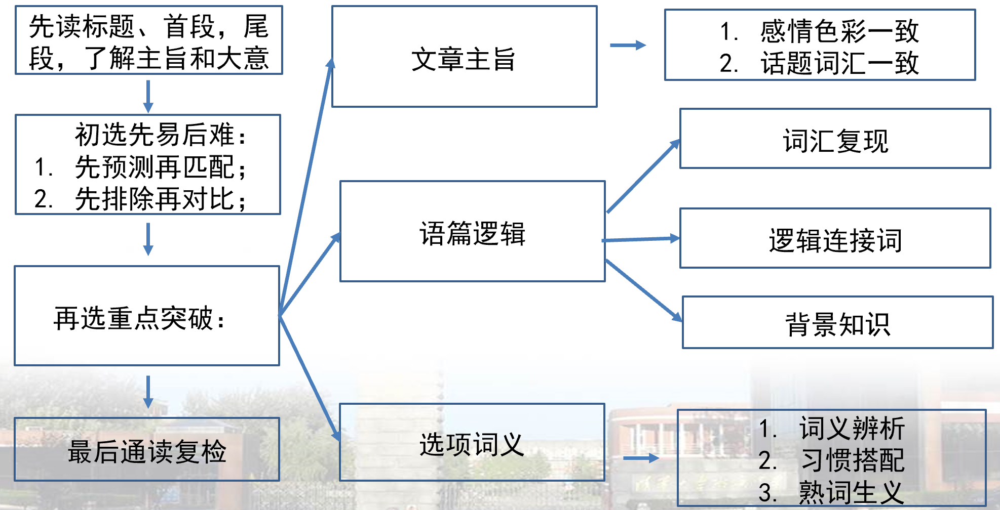 先读标题、首段，尾
段，了解主旨和大意
初选先易后难：
1. 先预测再匹配；
2. 先排除再对比；
再选重点突破：
最后通读复检
文章主旨
1. 感情色彩一致
2. 话题词汇一致
语篇逻辑
词汇复现
逻辑连接词
背景知识
选项词义
1. 词义辨析
2. 习惯搭配
3. 熟词生义